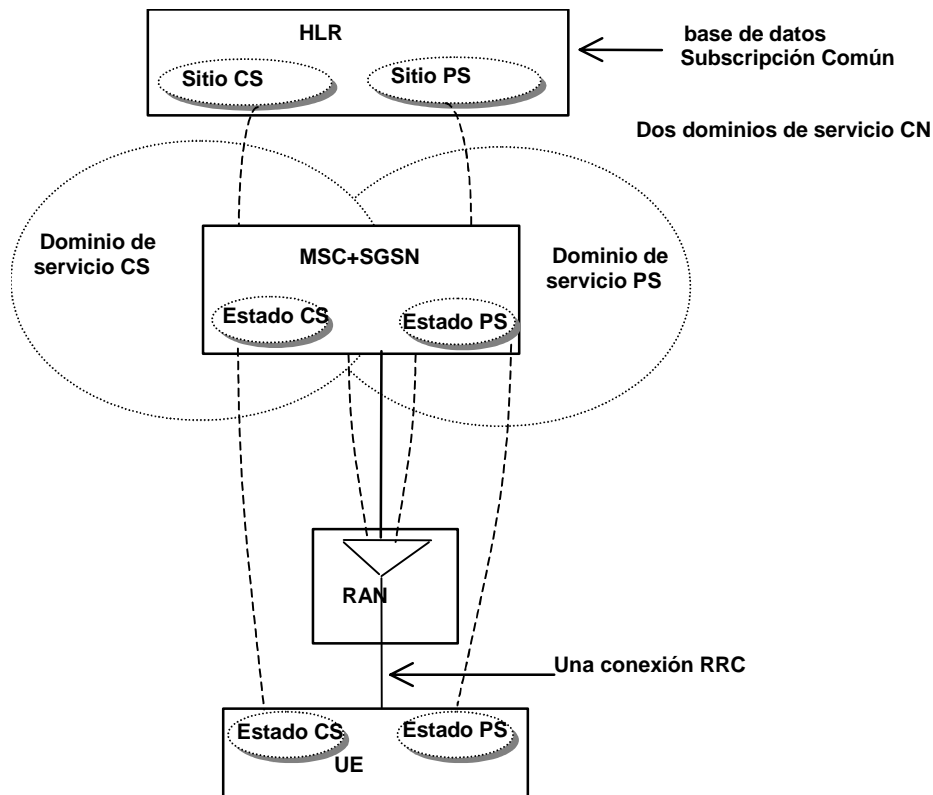 HLR
base de datos
Subscripción Común
Sitio CS
Sitio PS
Dos dominios de servicio CN
Dominio de
servicio CS
MSC+SGSN
Dominio de
servicio PS
Estado CS
Estado PS
RAN
Una conexión RRC
Estado CS
Estado PS
UE